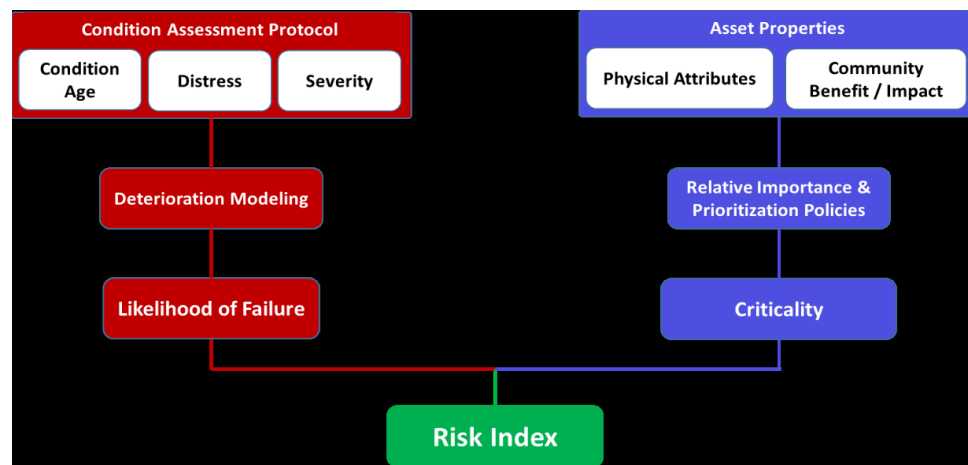 Condition Assessment Protocol
Condition
Age
Distress
Severity
Asset Properties
Physical Attributes
Community
Benefit / Impact
Deterioration Modeling
Relative Importance &
Prioritization Policies
Likelihood of Failure
Criticality
Risk Index